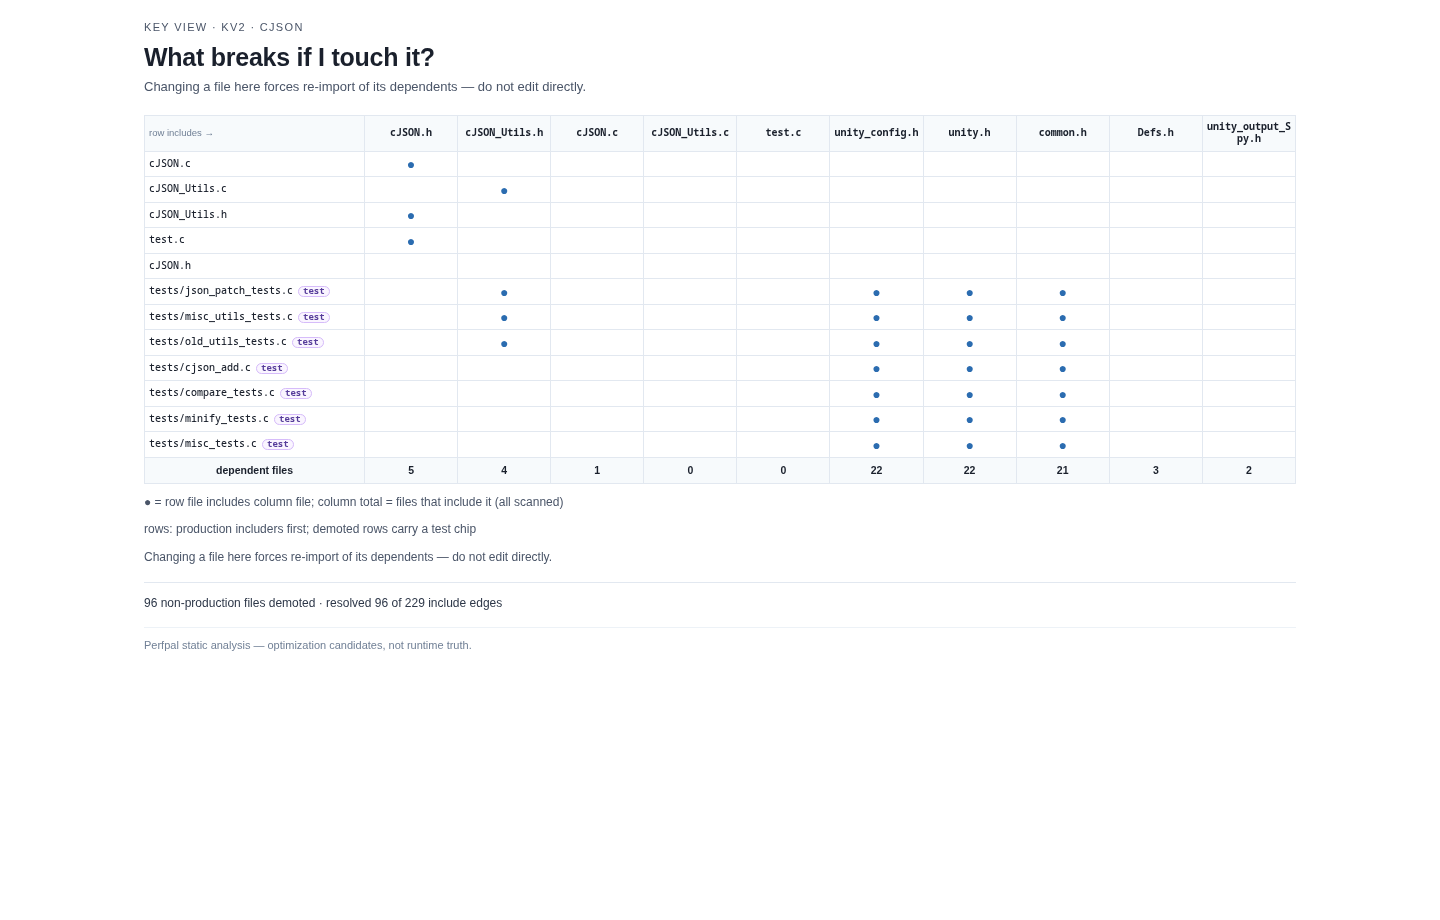 KEY VIEW · KV2 · CJSON
What breaks if I touch it?
Changing a file here forces re-import of its dependents — do not edit directly.
row includes → cJSON.h cJSON_Utils.h cJSON.c cJSON_Utils.c test.c unity_config.h unity.h common.h Defs.h unity_output_S
py.h
cJSON.c ●
cJSON_Utils.c ●
cJSON_Utils.h ●
test.c ●
cJSON.h
tests/json_patch_tests.c test ● ● ● ●
tests/misc_utils_tests.c test ● ● ● ●
tests/old_utils_tests.c test ● ● ● ●
tests/cjson_add.c test ● ● ●
tests/compare_tests.c test ● ● ●
tests/minify_tests.c test ● ● ●
tests/misc_tests.c test ● ● ●
dependent files 5 4 1 0 0 22 22 21 3 2
● = row file includes column file; column total = files that include it (all scanned)
rows: production includers first; demoted rows carry a test chip
Changing a file here forces re-import of its dependents — do not edit directly.
96 non-production files demoted · resolved 96 of 229 include edges
Perfpal static analysis — optimization candidates, not runtime truth.